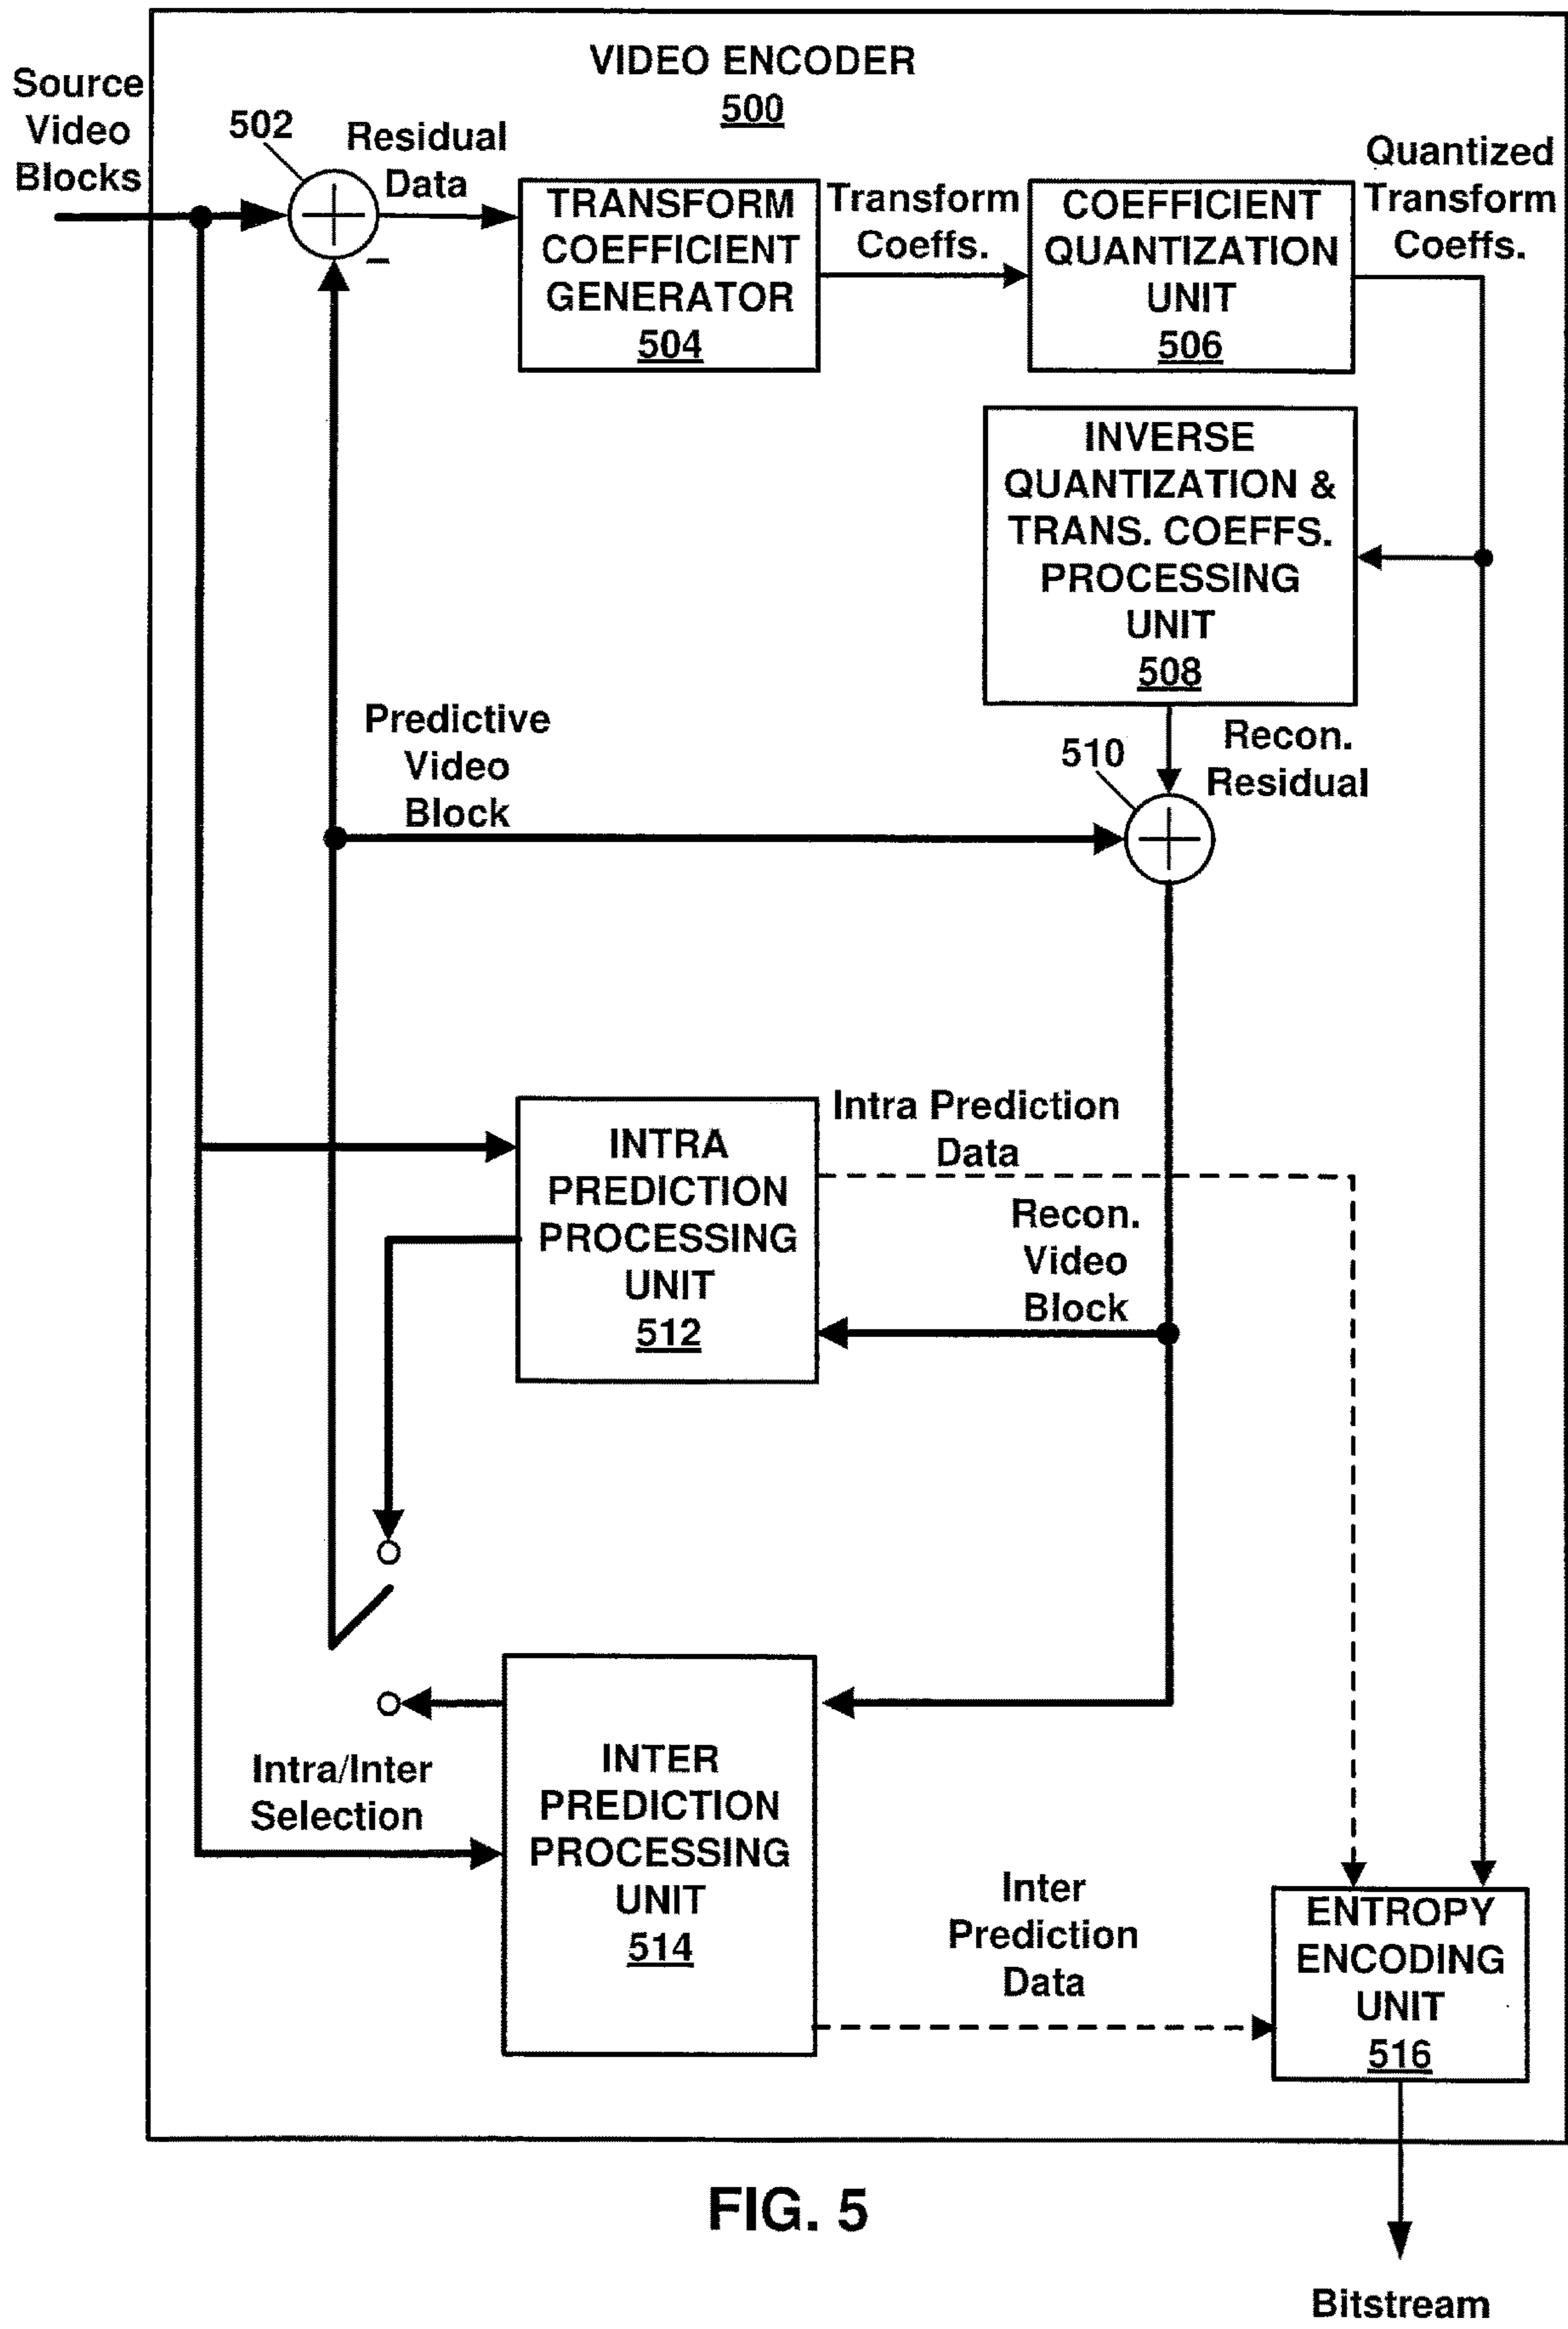 VIDEO ENCODER
500
Source
Video
Blocks
502
Residual
Data
TRANSFORM
COEFFICIENT
GENERATOR
504
Transform
Coeffs.
COEFFICIENT
QUANTIZATION
UNIT
506
Quantized
Transform
Coeffs.
-
INVERSE
QUANTIZATION &
TRANS. COEFFS.
PROCESSING
UNIT
508
Predictive
Video
Block
510
Recon.
Residual
INTRA
PREDICTION
PROCESSING
UNIT
512
Intra Prediction
Data
Recon.
Video
Block
Intra/Inter
Selection
INTER
PREDICTION
PROCESSING
UNIT
514
Inter
Prediction
Data
ENTROPY
ENCODING
UNIT
516
FIG. 5
Bitstream